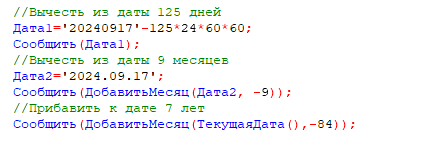 //Вычесть из даты 125 дней
Дата1='20240917'-125*24*60*60;
Сообщить(Дата1);
//Вычесть из даты 9 месяцев
Дата2='2024.09.17';
Сообщить(ДобавитьМесяц(Дата2, -9));
//Прибавить к дате 7 лет
Сообщить(ДобавитьМесяц(ТекущаяДата(),-84));